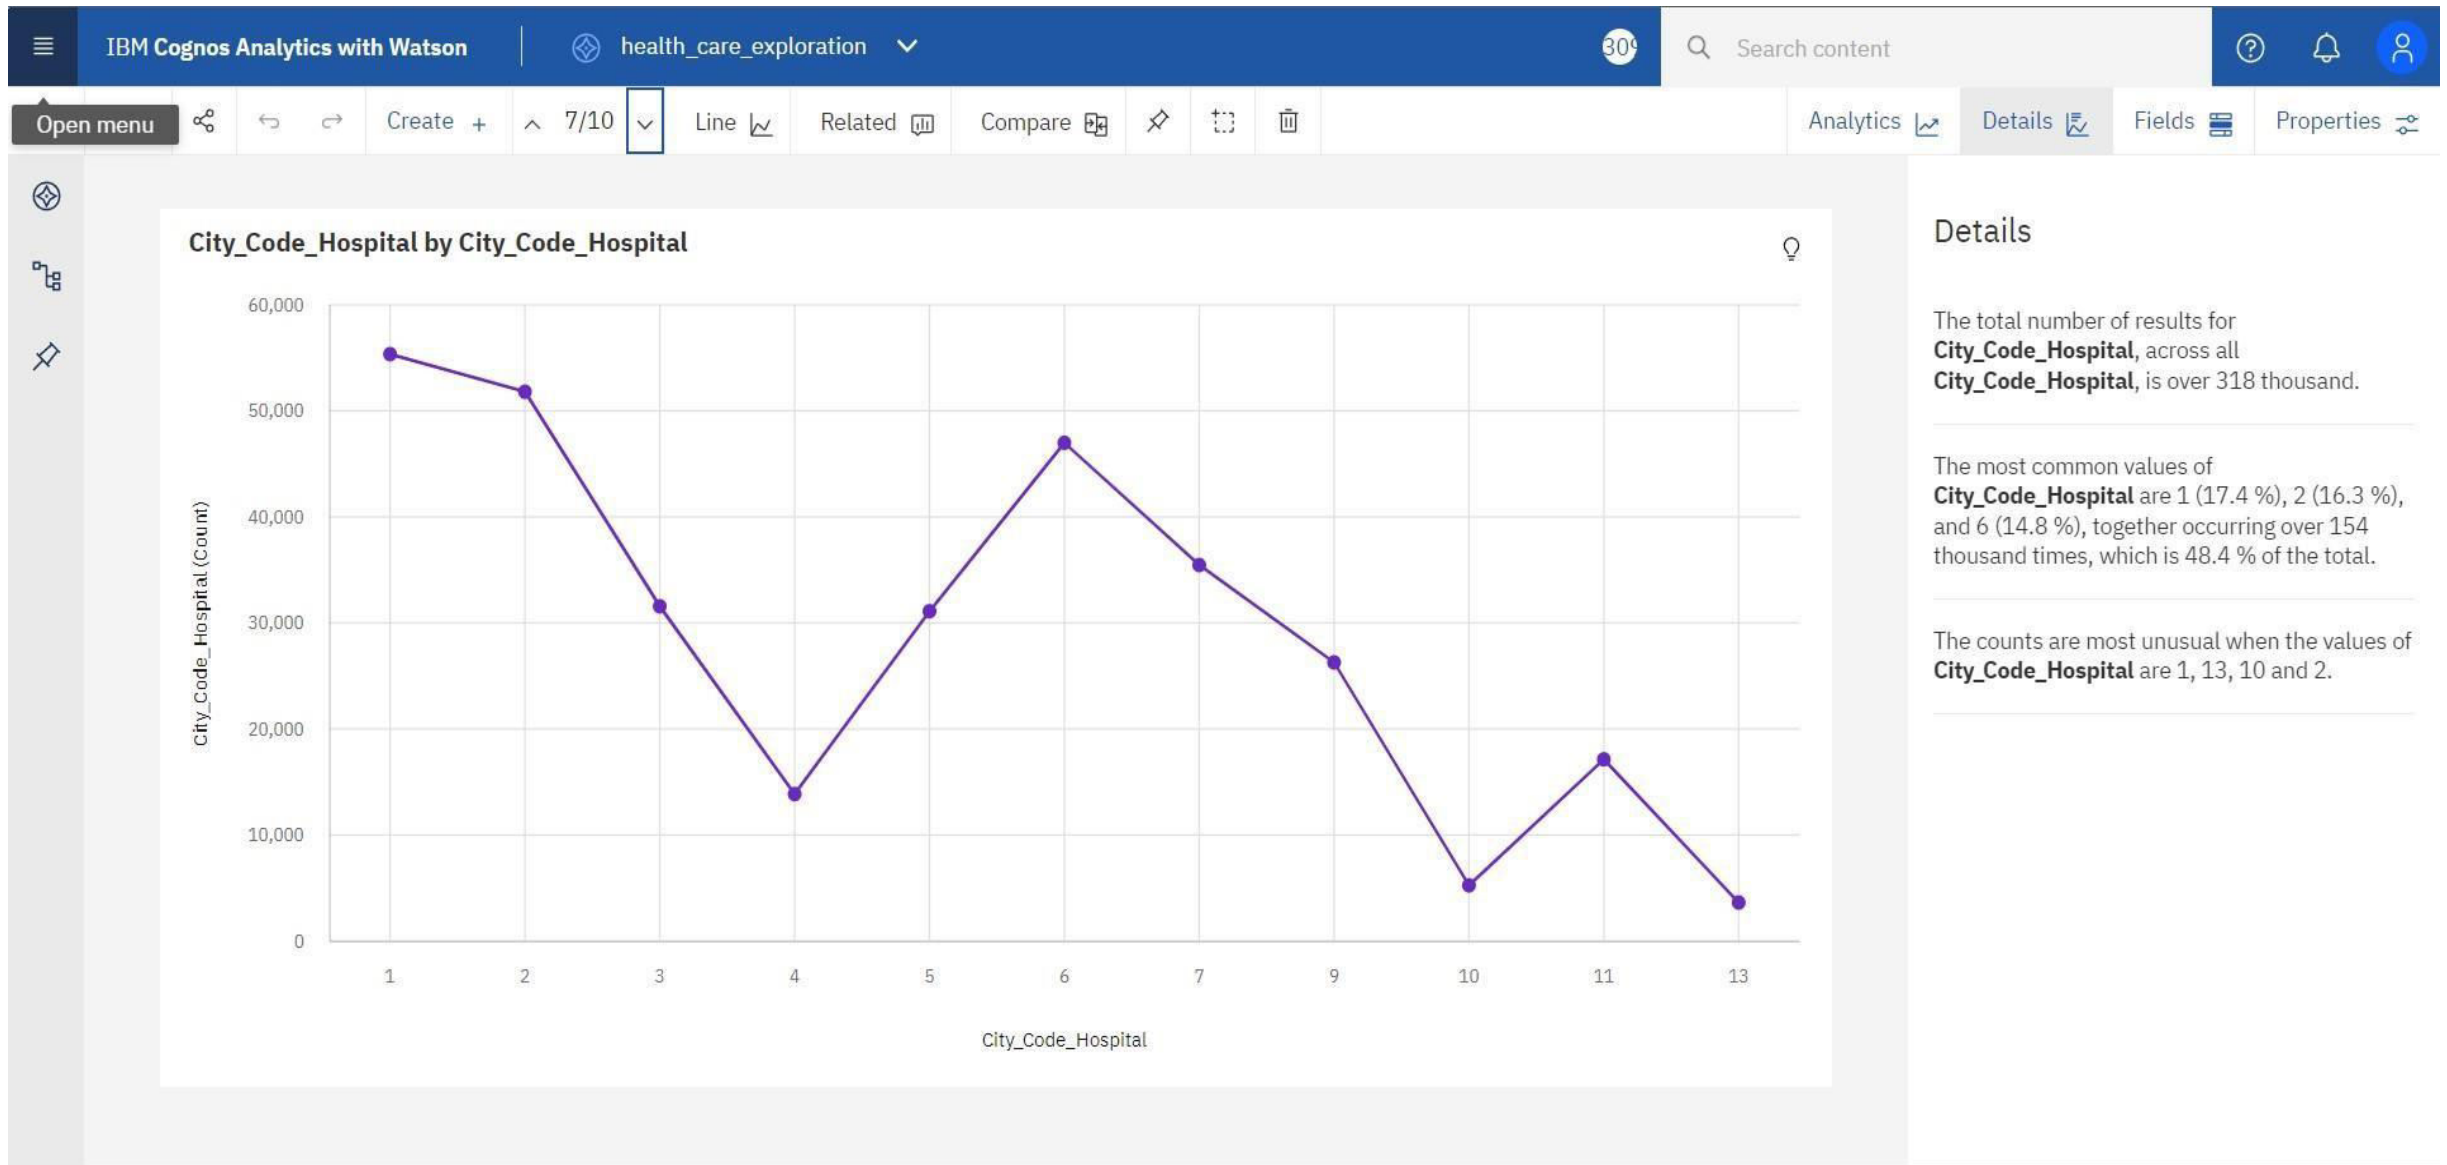 IBM Cognos Analytics with Watson
health_care_exploration
Search content
Open menu
Create +
7/10
Line
Related
Compare
Analytics
Details
Fields
Properties
City_Code_Hospital by City_Code_Hospital
60,000
50,000
40,000
30,000
20,000
10,000
0
City_Code_Hospital (Count)
1 2 3 4 5 6 7 9 10 11 13
City_Code_Hospital
Details
The total number of results for
City_Code_Hospital, across all
City_Code_Hospital, is over 318 thousand.
The most common values of
City_Code_Hospital are 1 (17.4 %), 2 (16.3 %),
and 6 (14.8 %), together occurring over 154
thousand times, which is 48.4 % of the total.
The counts are most unusual when the values of
City_Code_Hospital are 1, 13, 10 and 2.